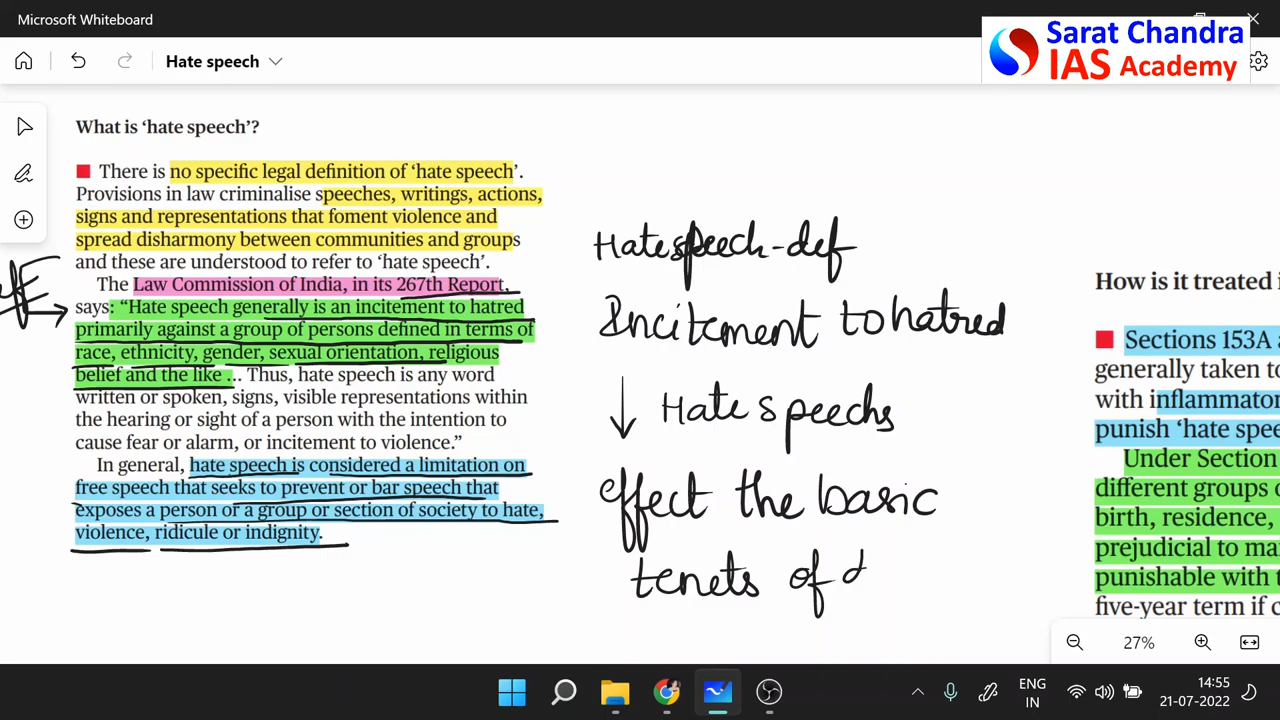 Microsoft Whiteboard
Sarat Chandra
IAS Academy
Hate speech
What is ‘hate speech’?
There is no specific legal definition of ‘hate speech’.
Provisions in law criminalise speeches, writings, actions,
signs and representations that foment violence and
spread disharmony between communities and groups
and these are understood to refer to ‘hate speech’.
The Law Commission of India, in its 267th Report,
says: “Hate speech generally is an incitement to hatred
primarily against a group of persons defined in terms of
race, ethnicity, gender, sexual orientation, religious
belief and the like ... Thus, hate speech is any word
written or spoken, signs, visible representations within
the hearing or sight of a person with the intention to
cause fear or alarm, or incitement to violence.”
In general, hate speech is considered a limitation on
free speech that seeks to prevent or bar speech that
exposes a person or a group or section of society to hate,
violence, ridicule or indignity.
Hatespeech-def
Incitement to hatred
Hate speechs
effect the basic
tenets of d
How is it treated i
Sections 153A a
generally taken to
with inflammator
punish ‘hate spee
Under Section
different groups o
birth, residence,
prejudicial to mai
punishable with t
five-year term if c
27%
ENG
IN
14:55
21-07-2022